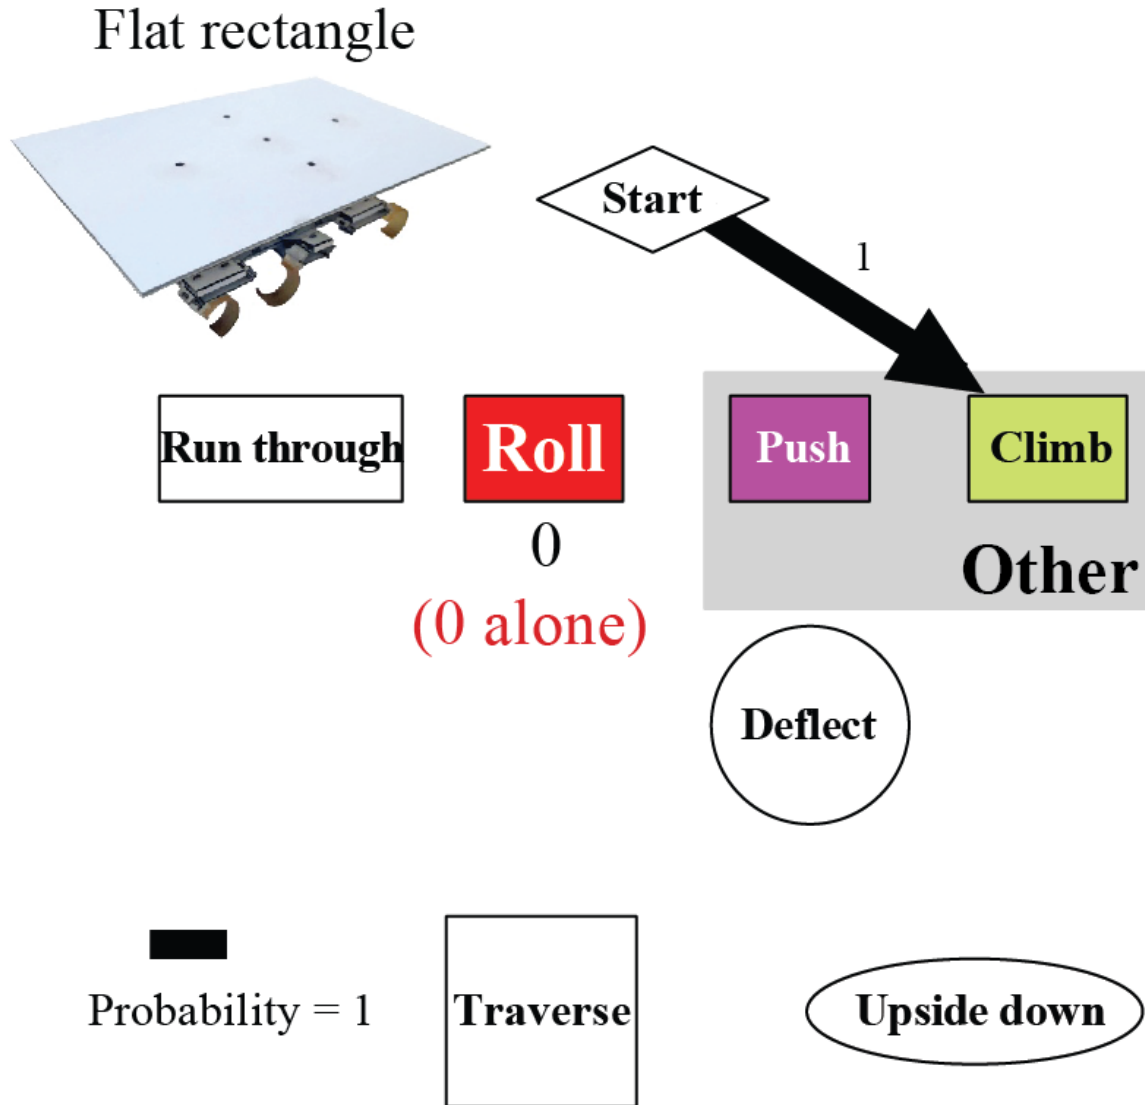 Flat rectangle
Start
1
Run through
Roll
Push
Climb
0
Other
(0 alone)
Deflect
Probability = 1
Traverse
Upside down